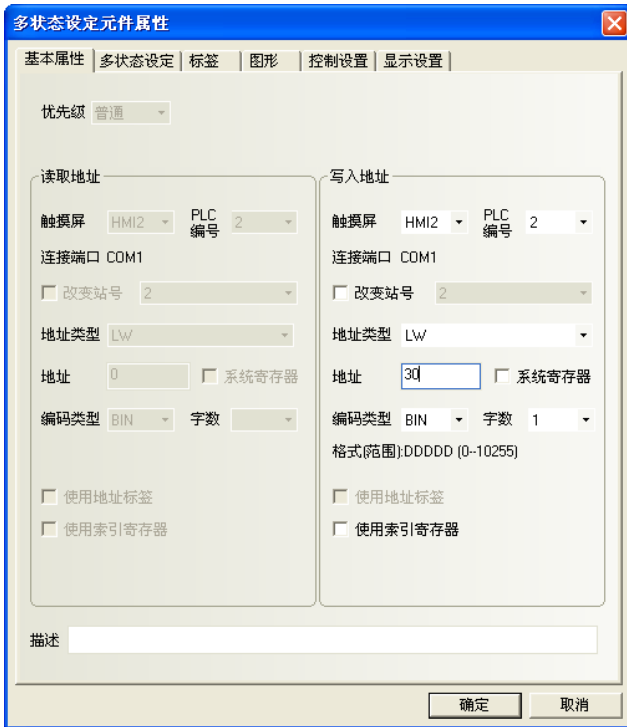 多状态设定元件属性
基本属性 多状态设定 标签 图形 控制设置 显示设置
优先级 普通
读取地址
触摸屏 HMI2 PLC编号 2
连接端口 COM1
改变站号 2
地址类型 LW
地址 0 系统寄存器
编码类型 BIN 字数
使用地址标签
使用索引寄存器
写入地址
触摸屏 HMI2 PLC编号 2
连接端口 COM1
改变站号 2
地址类型 LW
地址 30 系统寄存器
编码类型 BIN 字数 1
格式(范围):DDDDD (0--10255)
使用地址标签
使用索引寄存器
描述
确定 取消